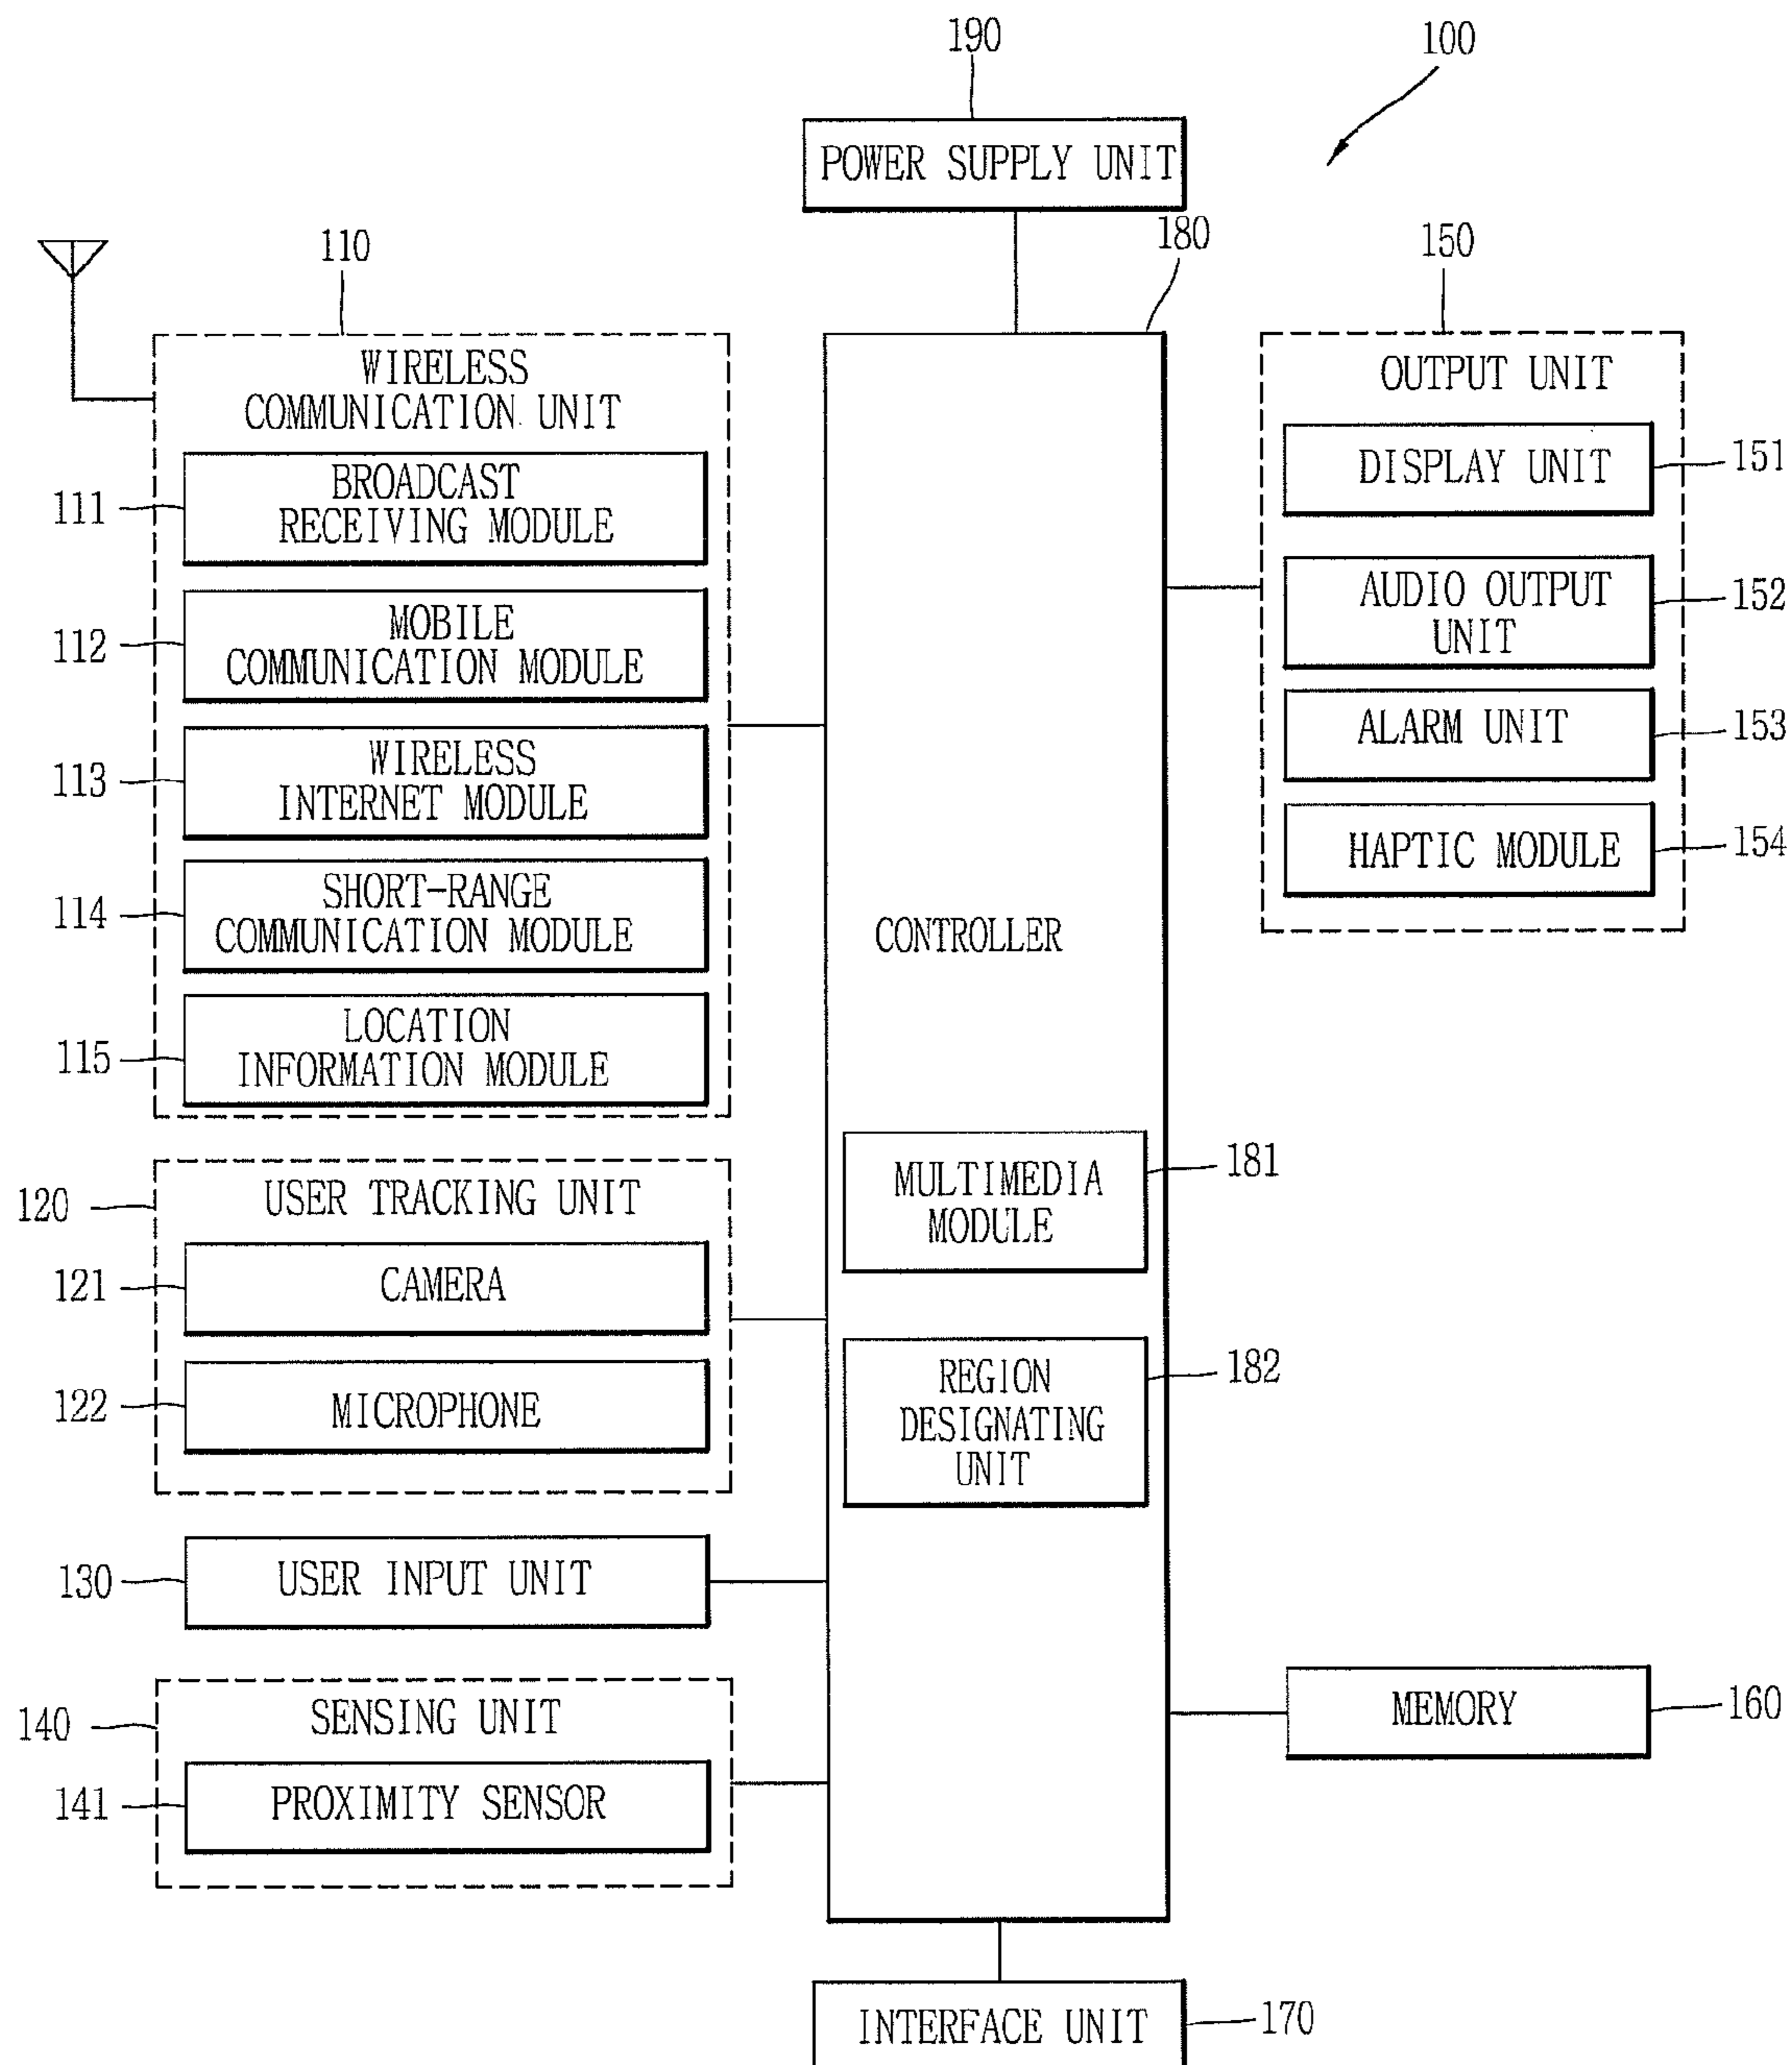 190
100
POWER SUPPLY UNIT
110
180
150
WIRELESS
COMMUNICATION UNIT
111
BROADCAST
RECEIVING MODULE
112
MOBILE
COMMUNICATION MODULE
113
WIRELESS
INTERNET MODULE
114
SHORT-RANGE
COMMUNICATION MODULE
115
LOCATION
INFORMATION MODULE
120
USER TRACKING UNIT
121
CAMERA
122
MICROPHONE
130
USER INPUT UNIT
140
SENSING UNIT
141
PROXIMITY SENSOR
CONTROLLER
MULTIMEDIA
MODULE
181
REGION
DESIGNATING
UNIT
182
OUTPUT UNIT
DISPLAY UNIT
151
AUDIO OUTPUT
UNIT
152
ALARM UNIT
153
HAPTIC MODULE
154
MEMORY
160
INTERFACE UNIT
170